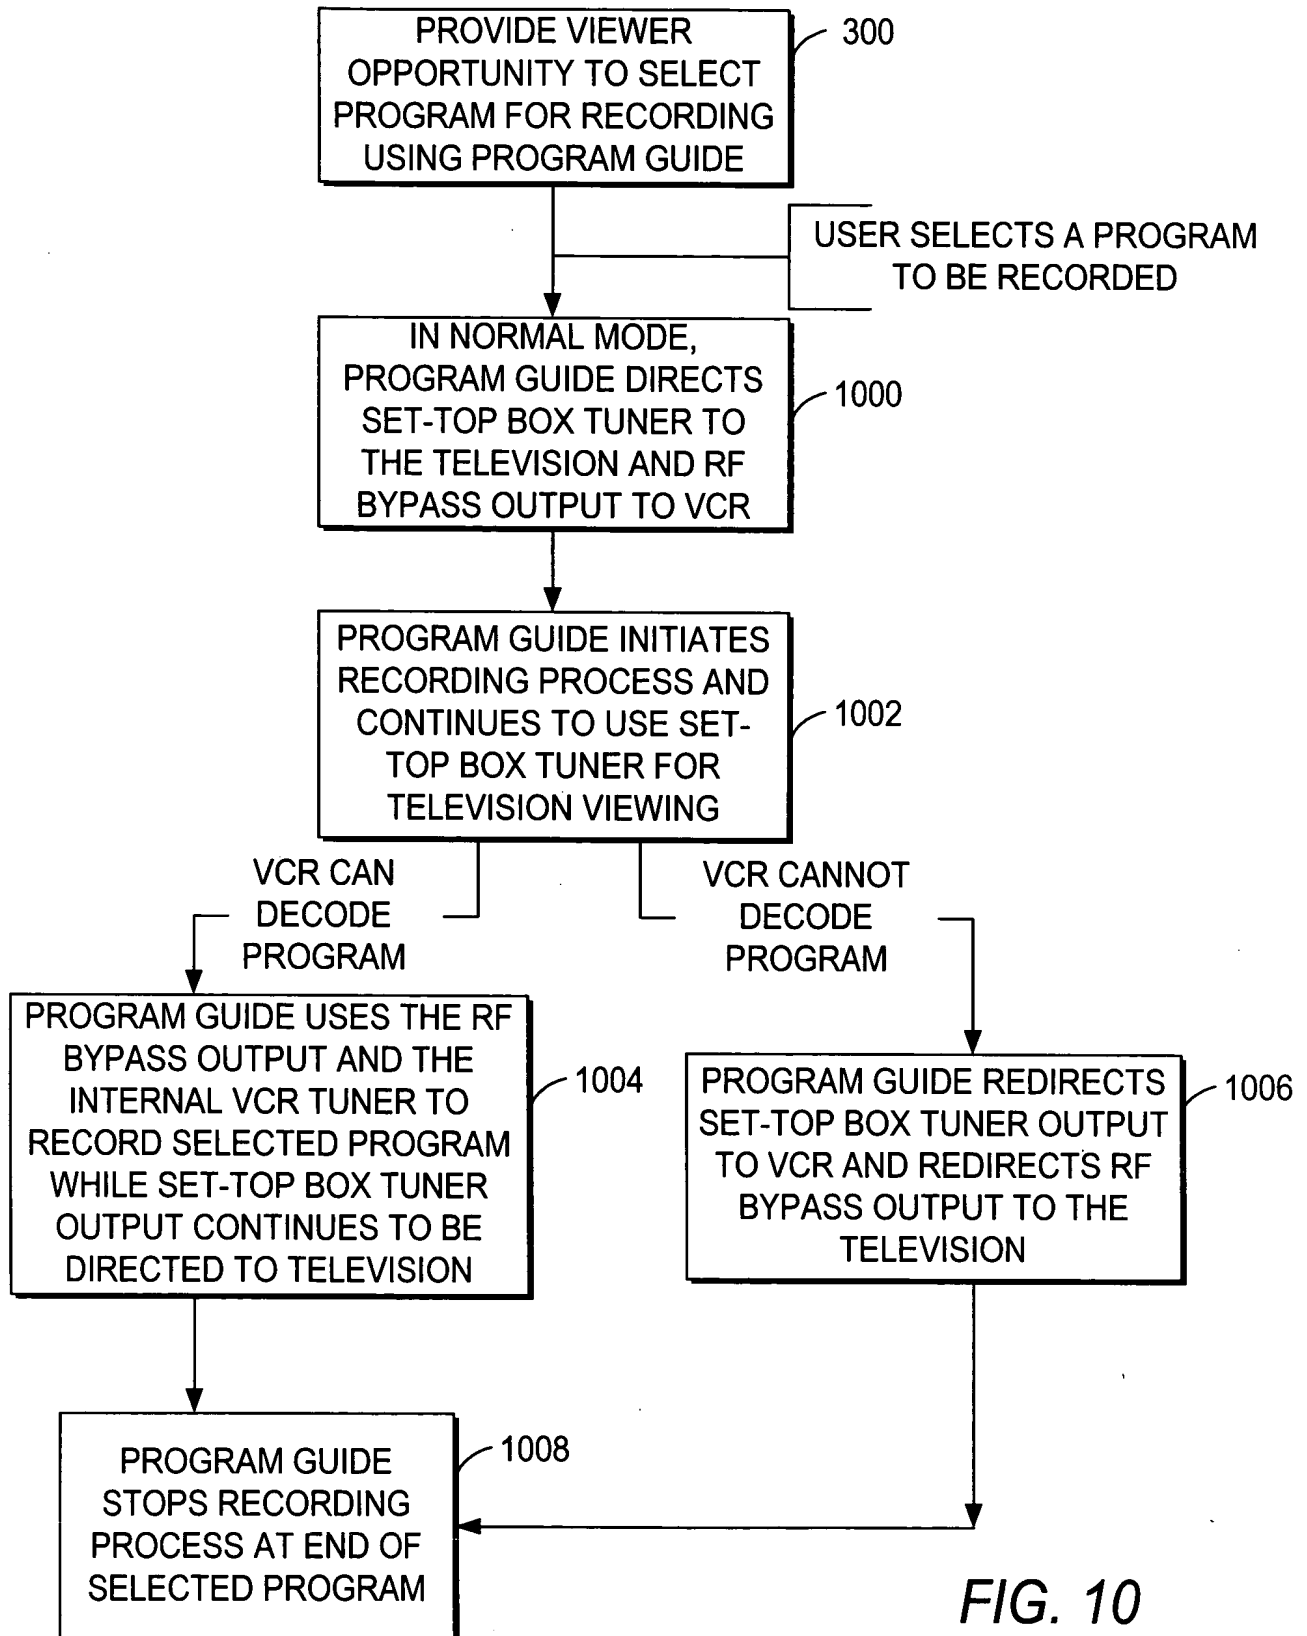 PROVIDE VIEWER
OPPORTUNITY TO SELECT
PROGRAM FOR RECORDING
USING PROGRAM GUIDE
300
USER SELECTS A PROGRAM
TO BE RECORDED
IN NORMAL MODE,
PROGRAM GUIDE DIRECTS
SET-TOP BOX TUNER TO
THE TELEVISION AND RF
BYPASS OUTPUT TO VCR
1000
PROGRAM GUIDE INITIATES
RECORDING PROCESS AND
CONTINUES TO USE SET-
TOP BOX TUNER FOR
TELEVISION VIEWING
1002
VCR CAN
DECODE
PROGRAM
VCR CANNOT
DECODE
PROGRAM
PROGRAM GUIDE USES THE RF
BYPASS OUTPUT AND THE
INTERNAL VCR TUNER TO
RECORD SELECTED PROGRAM
WHILE SET-TOP BOX TUNER
OUTPUT CONTINUES TO BE
DIRECTED TO TELEVISION
1004
PROGRAM GUIDE REDIRECTS
SET-TOP BOX TUNER OUTPUT
TO VCR AND REDIRECTS RF
BYPASS OUTPUT TO THE
TELEVISION
1006
PROGRAM GUIDE
STOPS RECORDING
PROCESS AT END OF
SELECTED PROGRAM
1008
FIG. 10